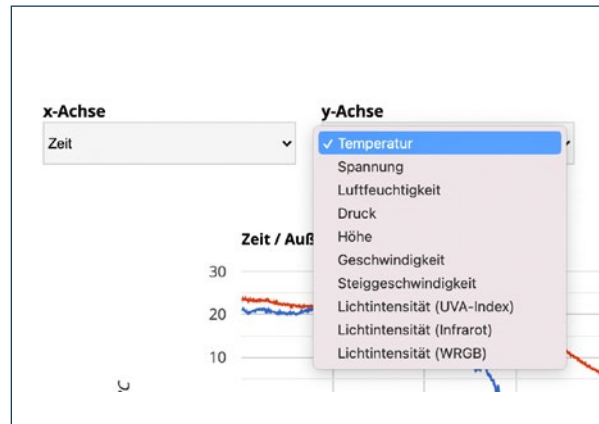 x-Achse
y-Achse
Zeit
✓ Temperatur
Spannung
Luftfeuchtigkeit
Druck
Höhe
Geschwindigkeit
Steiggeschwindigkeit
Lichtintensität (UVA-Index)
Lichtintensität (Infrarot)
Lichtintensität (WRGB)
Zeit / Auß
30
20
10